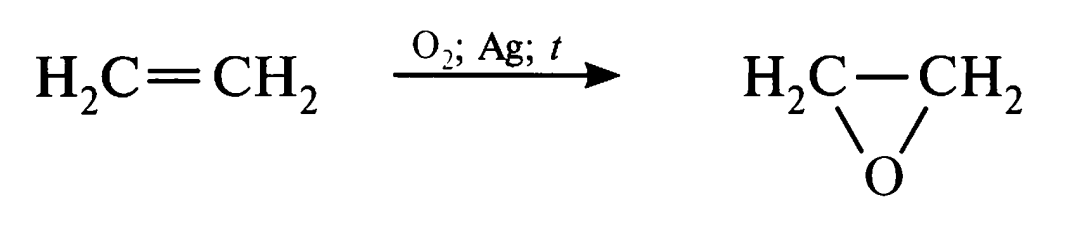 H₂C=CH₂ O₂; Ag; t H₂C—CH₂
O